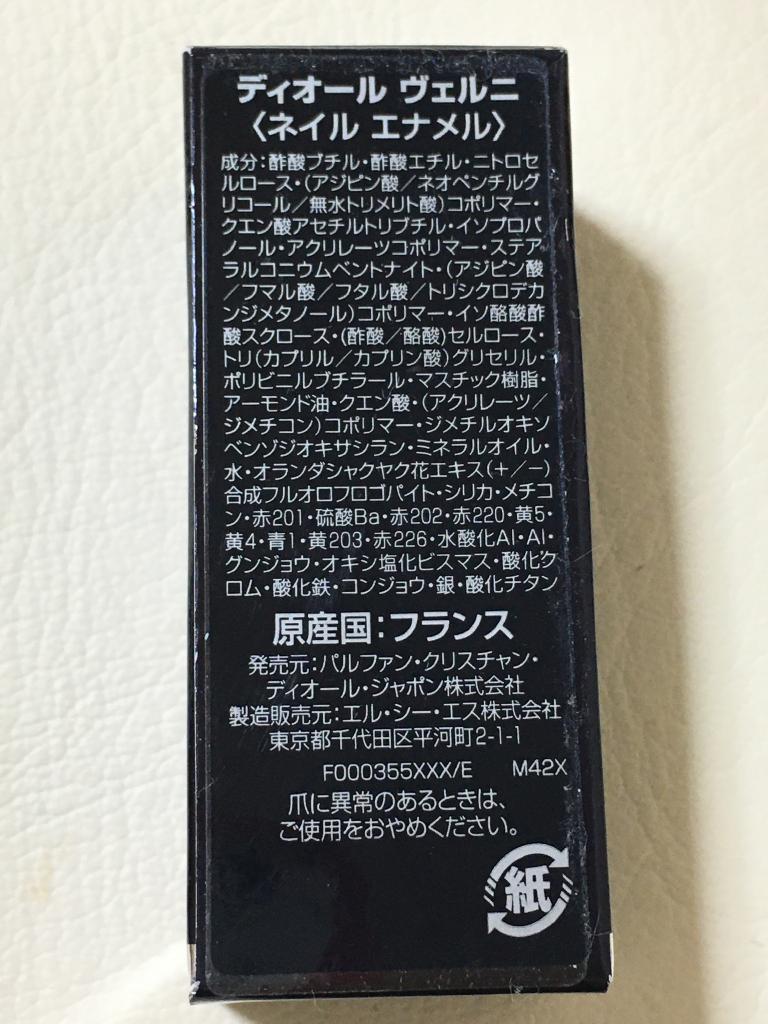 ディオール ヴェルニ
〈ネイル エナメル〉
成分:酢酸ブチル・酢酸エチル・ニトロセ
ルロース・(アジピン酸/ネオペンチルグ
リコール/無水トリメリト酸)コポリマー・
クエン酸アセチルトリブチル・イソプロパ
ノール・アクリレーツコポリマー・ステア
ラルコニウムベントナイト・(アジピン酸
/フマル酸/フタル酸/トリシクロデカ
ンジメタノール)コポリマー・イソ酪酸酢
酸スクロース・(酢酸/酪酸)セルロース・
トリ(カプリル/カプリン酸)グリセリル・
ポリビニルブチラール・マスチック樹脂・
アーモンド油・クエン酸・(アクリレーツ/
ジメチコン)コポリマー・ジメチルオキソ
ベンゾジオキサシラン・ミネラルオイル・
水・オランダシャクヤク花エキス(+/-)
合成フルオロフロゴパイト・シリカ・メチコ
ン・赤201・硫酸Ba・赤202・赤220・黄5・
黄4・青1・黄203・赤226・水酸化Al・Al・
グンジョウ・オキシ塩化ビスマス・酸化ク
ロム・酸化鉄・コンジョウ・銀・酸化チタン
原産国:フランス
発売元:パルファン・クリスチャン・
ディオール・ジャポン株式会社
製造販売元:エル・シー・エス株式会社
東京都千代田区平河町2-1-1
F000355XXX/E M42X
爪に異常のあるときは、
ご使用をおやめください。
紙